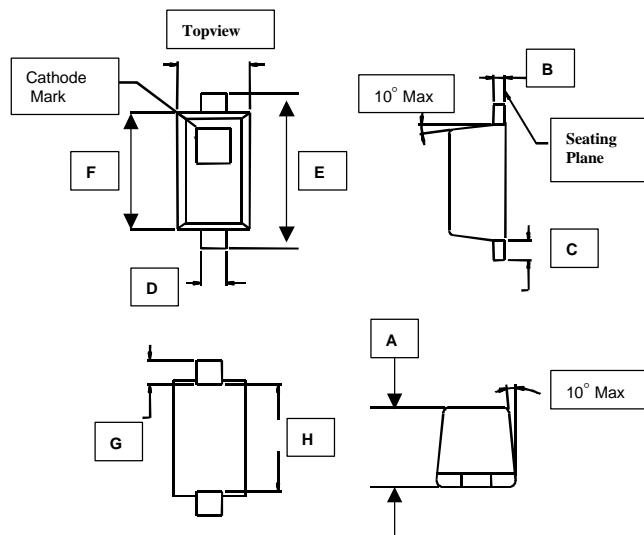 Topview
Cathode
Mark
F
E
D
B
10° Max
Seating
Plane
C
G
H
A
10° Max